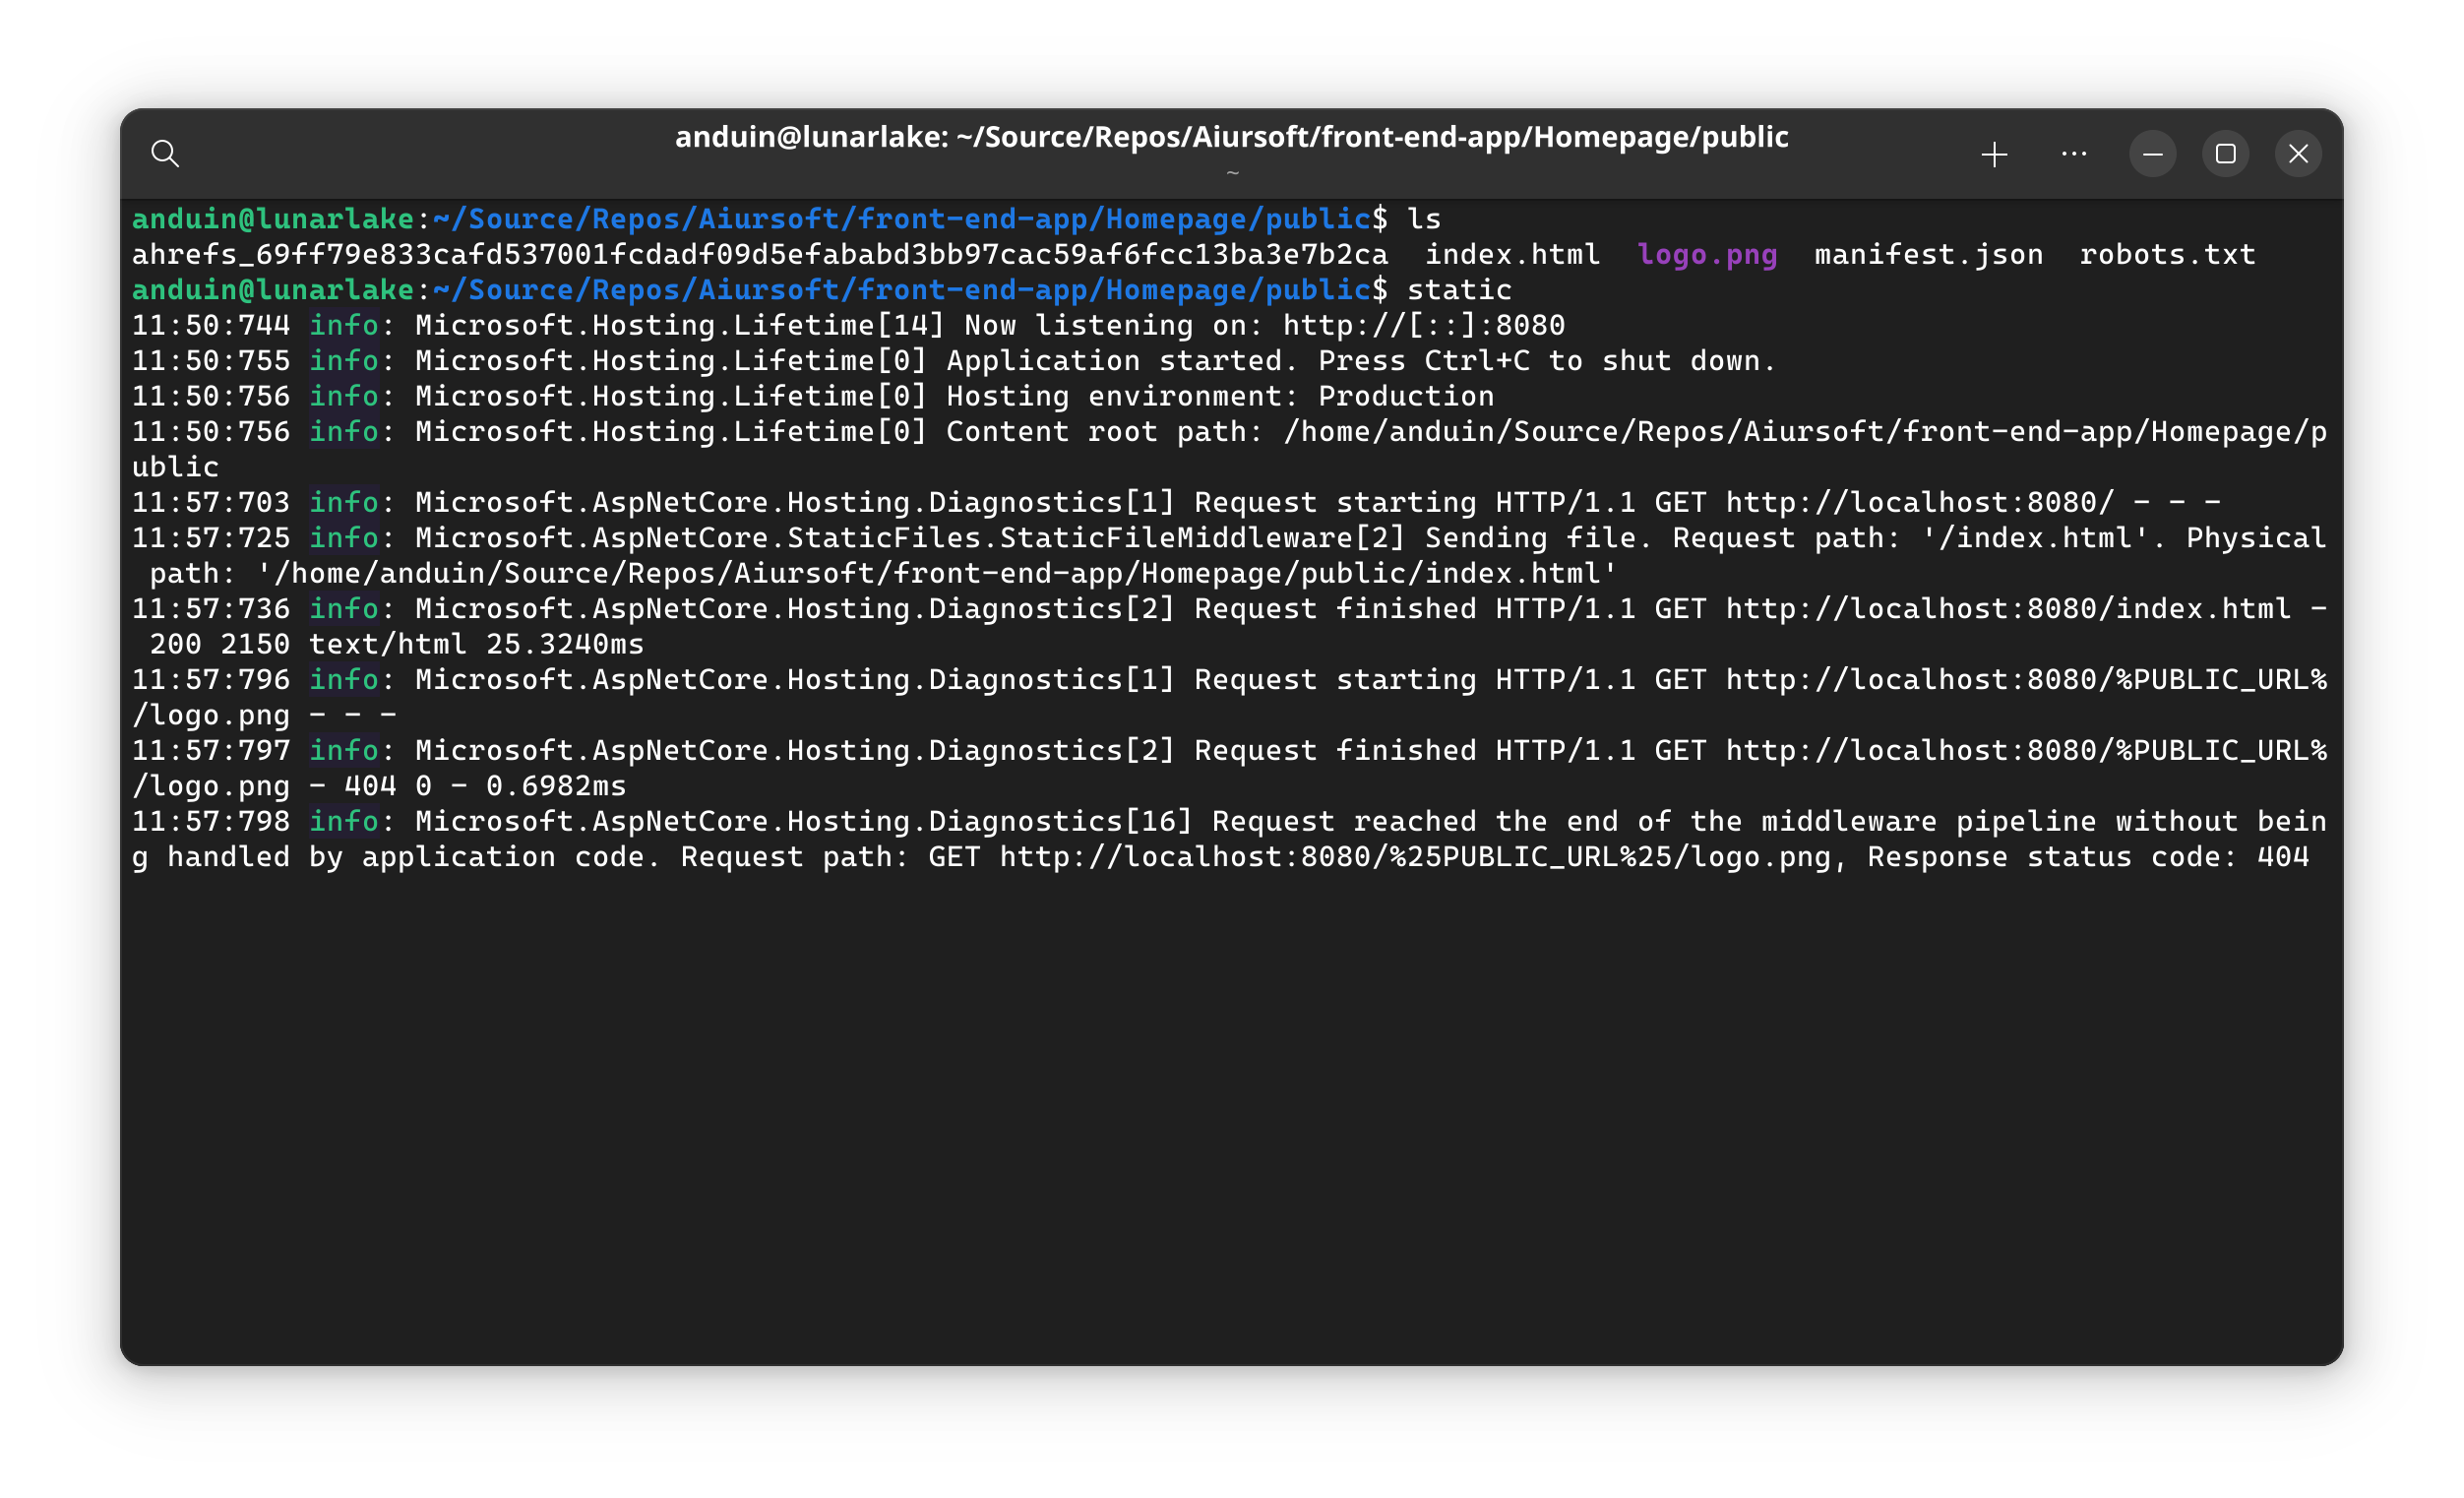 anduin@lunarlake: ~/Source/Repos/Aiursoft/front-end-app/Homepage/public
~
anduin@lunarlake:~/Source/Repos/Aiursoft/front-end-app/Homepage/public$ ls
ahrefs_69ff79e833cafd537001fcdadf09d5efababd3bb97cac59af6fcc13ba3e7b2ca  index.html  logo.png  manifest.json  robots.txt
anduin@lunarlake:~/Source/Repos/Aiursoft/front-end-app/Homepage/public$ static
11:50:744 info: Microsoft.Hosting.Lifetime[14] Now listening on: http://[::]:8080
11:50:755 info: Microsoft.Hosting.Lifetime[0] Application started. Press Ctrl+C to shut down.
11:50:756 info: Microsoft.Hosting.Lifetime[0] Hosting environment: Production
11:50:756 info: Microsoft.Hosting.Lifetime[0] Content root path: /home/anduin/Source/Repos/Aiursoft/front-end-app/Homepage/p
ublic
11:57:703 info: Microsoft.AspNetCore.Hosting.Diagnostics[1] Request starting HTTP/1.1 GET http://localhost:8080/ - - -
11:57:725 info: Microsoft.AspNetCore.StaticFiles.StaticFileMiddleware[2] Sending file. Request path: '/index.html'. Physical
 path: '/home/anduin/Source/Repos/Aiursoft/front-end-app/Homepage/public/index.html'
11:57:736 info: Microsoft.AspNetCore.Hosting.Diagnostics[2] Request finished HTTP/1.1 GET http://localhost:8080/index.html -
 200 2150 text/html 25.3240ms
11:57:796 info: Microsoft.AspNetCore.Hosting.Diagnostics[1] Request starting HTTP/1.1 GET http://localhost:8080/%PUBLIC_URL%
/logo.png - - -
11:57:797 info: Microsoft.AspNetCore.Hosting.Diagnostics[2] Request finished HTTP/1.1 GET http://localhost:8080/%PUBLIC_URL%
/logo.png - 404 0 - 0.6982ms
11:57:798 info: Microsoft.AspNetCore.Hosting.Diagnostics[16] Request reached the end of the middleware pipeline without bein
g handled by application code. Request path: GET http://localhost:8080/%25PUBLIC_URL%25/logo.png, Response status code: 404